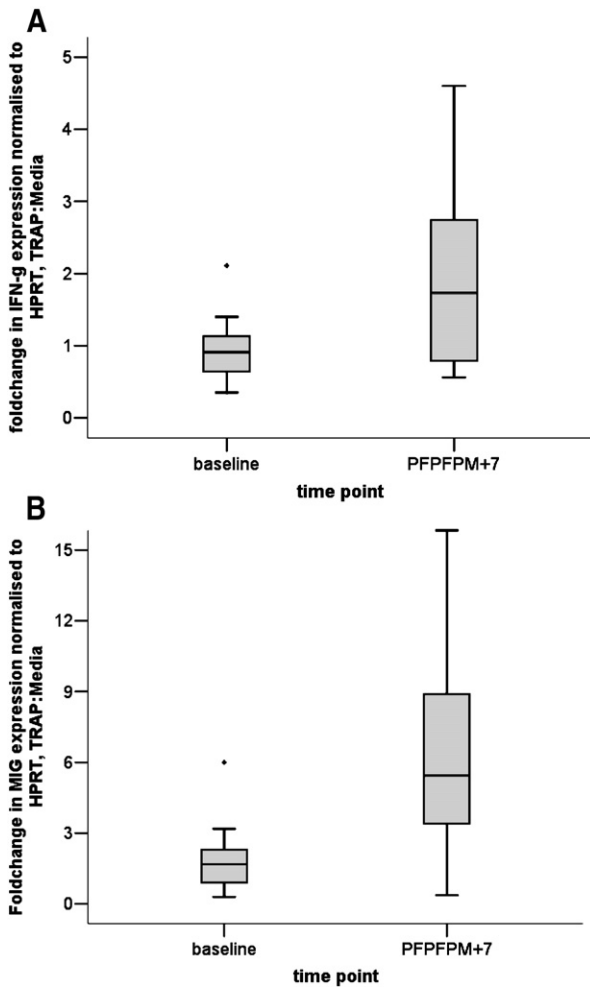 A
foldchange in IFN-g expression normalised to
HPRT, TRAP:Media
5
4
3
2
1
0
baseline PFPFPM+7
time point
B
Foldchange in MIG expression normalised to
HPRT, TRAP:Media
15
12
9
6
3
0
baseline PFPFPM+7
time point